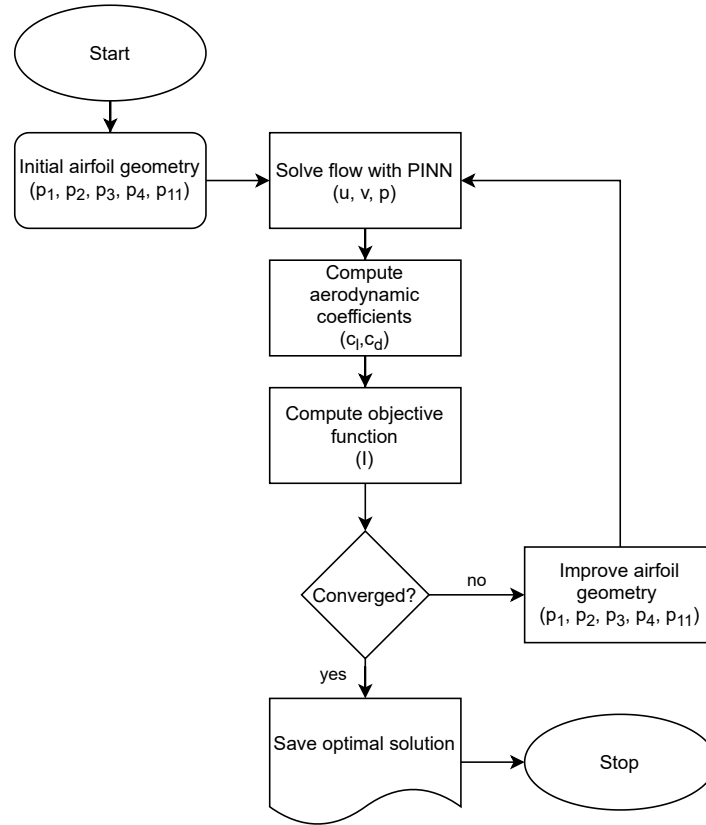 Start
Initial airfoil geometry
(p₁, p₂, p₃, p₄, p₁₁)
Solve flow with PINN
(u, v, p)
Compute
aerodynamic
coefficients
(cₗ,c_d)
Compute objective
function
(I)
Converged?
no
Improve airfoil
geometry
(p₁, p₂, p₃, p₄, p₁₁)
yes
Save optimal solution
Stop